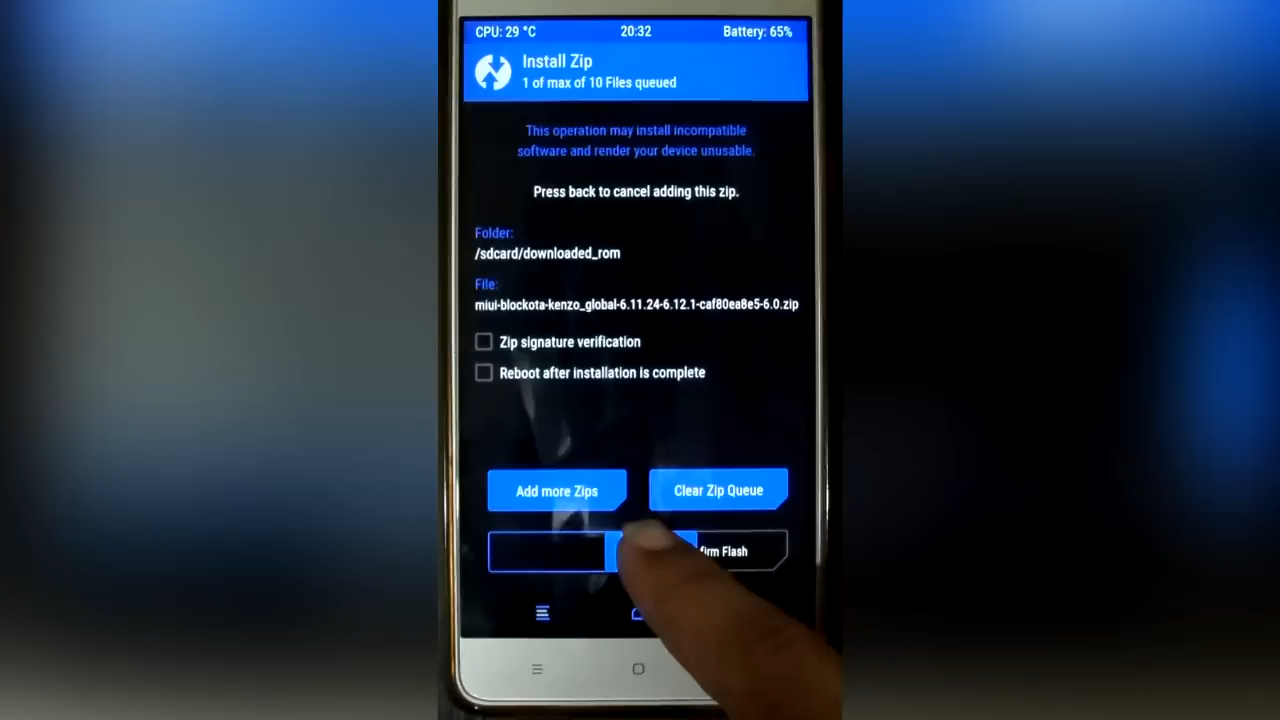 CPU: 29 °C 20:32 Battery: 65%
Install Zip
1 of max of 10 Files queued
This operation may install incompatible
software and render your device unusable.
Press back to cancel adding this zip.
Folder:
/sdcard/downloaded_rom
File:
miui-blockota-kenzo_global-6.11.24-6.12.1-caf80ea8e5-6.0.zip
Zip signature verification
Reboot after installation is complete
Add more Zips Clear Zip Queue
firm Flash